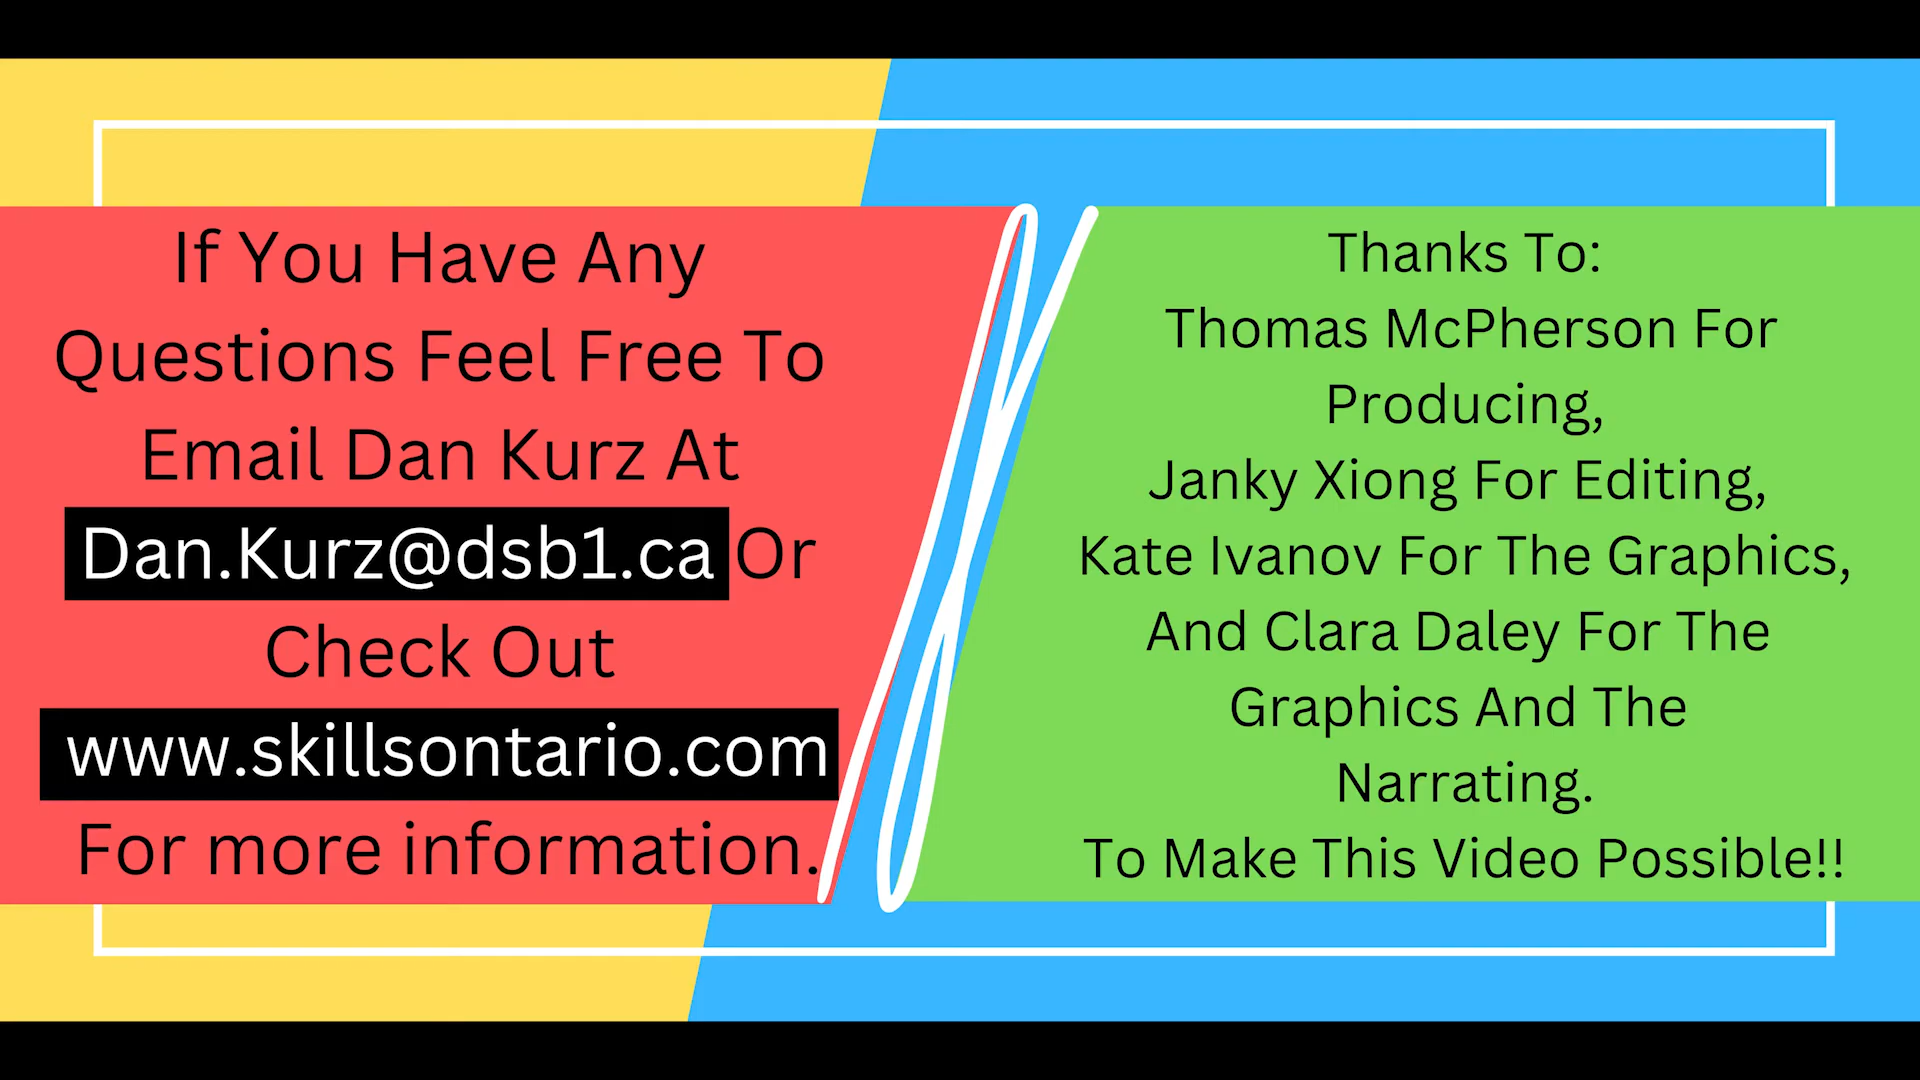 If You Have Any
Questions Feel Free To
Email Dan Kurz At
Dan.Kurz@dsb1.ca Or
Check Out
www.skillsontario.com
For more information.
Thanks To:
Thomas McPherson For
Producing,
Janky Xiong For Editing,
Kate Ivanov For The Graphics,
And Clara Daley For The
Graphics And The
Narrating.
To Make This Video Possible!!